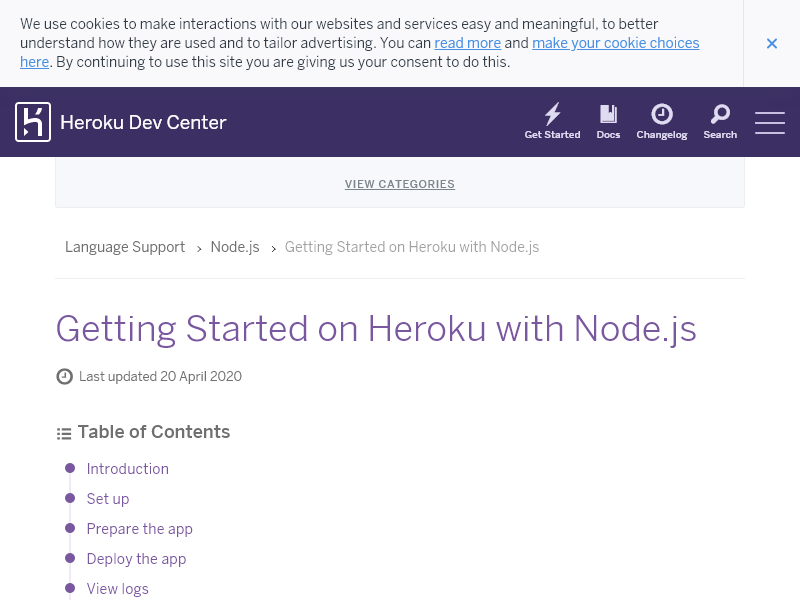 We use cookies to make interactions with our websites and services easy and meaningful, to better
understand how they are used and to tailor advertising. You can read more and make your cookie choices
here. By continuing to use this site you are giving us your consent to do this.
Heroku Dev Center
Get Started Docs Changelog Search
VIEW CATEGORIES
Language Support › Node.js › Getting Started on Heroku with Node.js
Getting Started on Heroku with Node.js
Last updated 20 April 2020
Table of Contents
Introduction
Set up
Prepare the app
Deploy the app
View logs